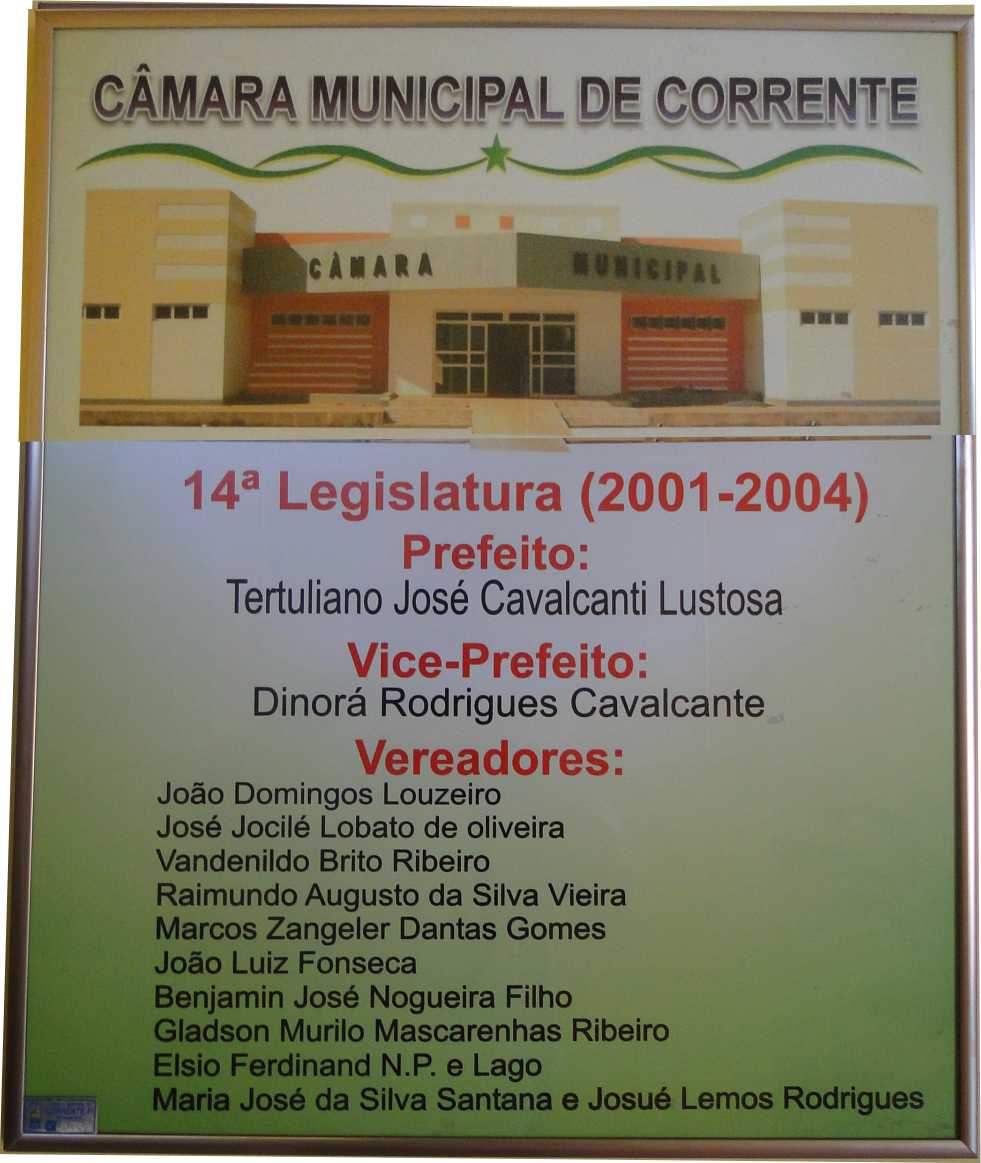 CÂMARA MUNICIPAL DE CORRENTE
CÂMARA MUNICIPAL
14ª Legislatura (2001-2004)
Prefeito:
Tertuliano José Cavalcanti Lustosa
Vice-Prefeito:
Dinorá Rodrigues Cavalcante
Vereadores:
João Domingos Louzeiro
José Jocilé Lobato de oliveira
Vandenildo Brito Ribeiro
Raimundo Augusto da Silva Vieira
Marcos Zangeler Dantas Gomes
João Luiz Fonseca
Benjamin José Nogueira Filho
Gladson Murilo Mascarenhas Ribeiro
Elsio Ferdinand N.P. e Lago
Maria José da Silva Santana e Josué Lemos Rodrigues